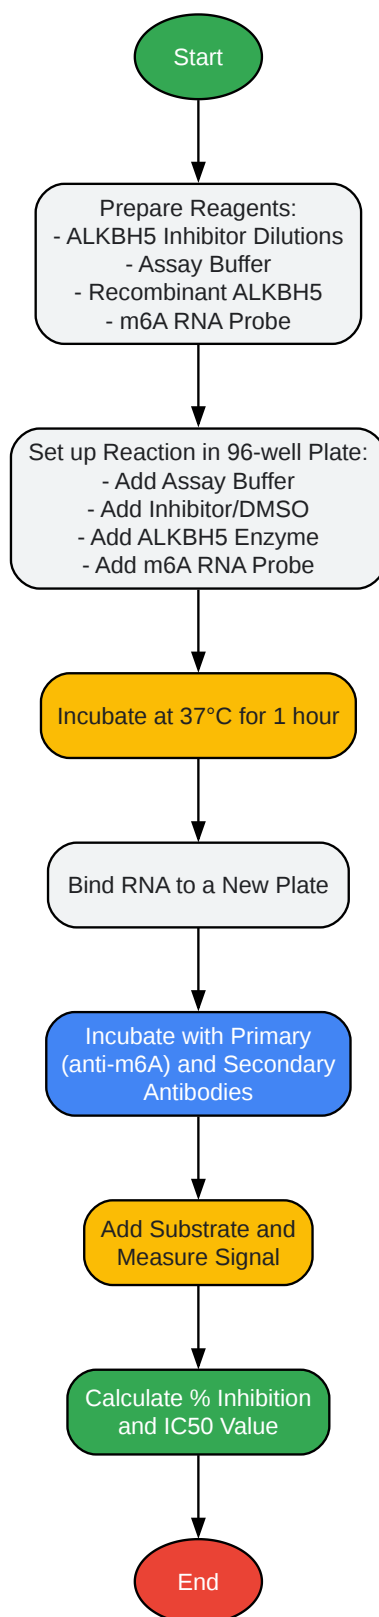 Start
Prepare Reagents:
- ALKBH5 Inhibitor Dilutions
- Assay Buffer
- Recombinant ALKBH5
- m6A RNA Probe
Set up Reaction in 96-well Plate:
- Add Assay Buffer
- Add Inhibitor/DMSO
- Add ALKBH5 Enzyme
- Add m6A RNA Probe
Incubate at 37°C for 1 hour
Bind RNA to a New Plate
Incubate with Primary
(anti-m6A) and Secondary
Antibodies
Add Substrate and
Measure Signal
Calculate % Inhibition
and IC50 Value
End